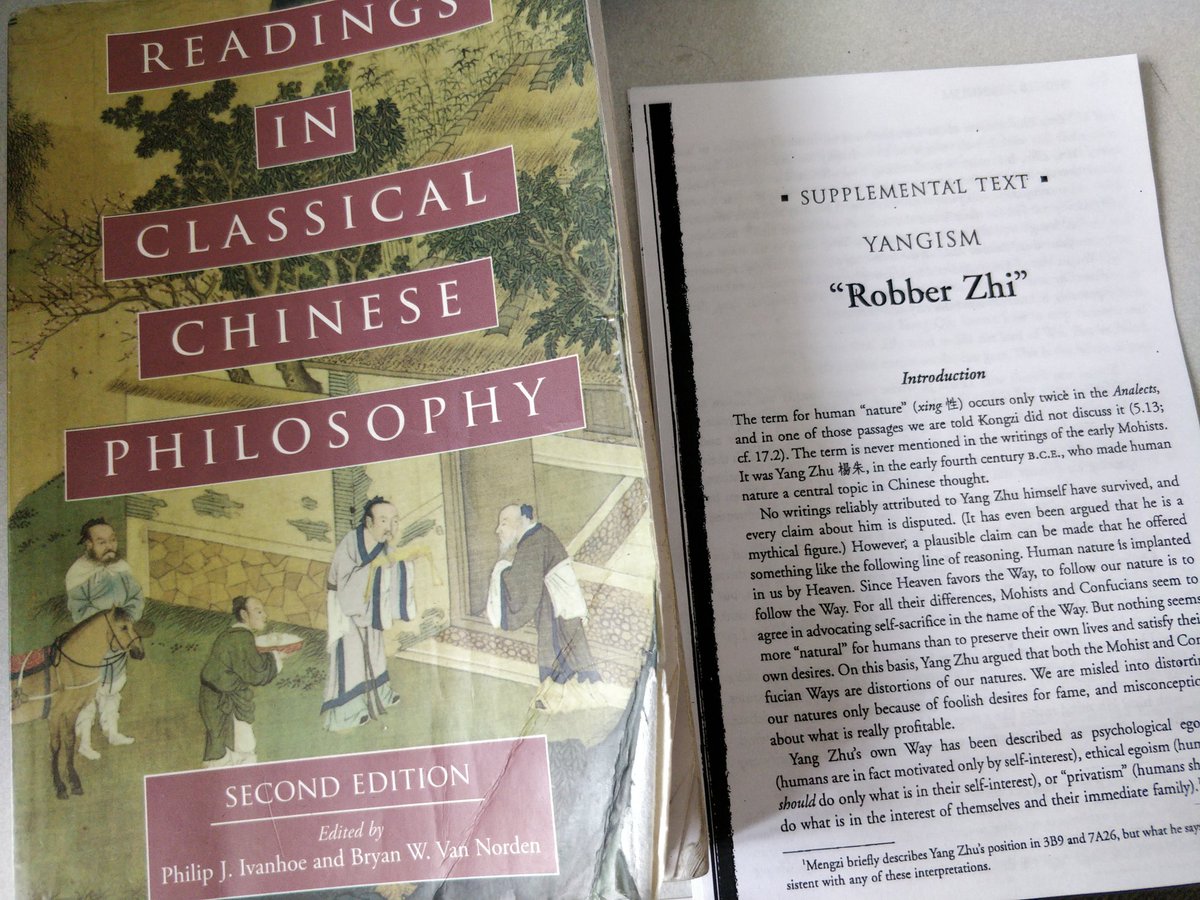 READINGS
IN
CLASSICAL
CHINESE
PHILOSOPHY
SECOND EDITION
Edited by
Philip J. Ivanhoe and Bryan W. Van Norden
▪ SUPPLEMENTAL TEXT ▪
YANGISM
“Robber Zhi”
Introduction
The term for human “nature” (xing 性) occurs only twice in the Analects,
and in one of those passages we are told Kongzi did not discuss it (5.13;
cf. 17.2). The term is never mentioned in the writings of the early Mohists.
It was Yang Zhu 楊朱, in the early fourth century B.C.E., who made human
nature a central topic in Chinese thought.
No writings reliably attributed to Yang Zhu himself have survived, and
every claim about him is disputed. (It has even been argued that he is a
mythical figure.) However, a plausible claim can be made that he offered
something like the following line of reasoning. Human nature is implanted
in us by Heaven. Since Heaven favors the Way, to follow our nature is to
follow the Way. For all their differences, Mohists and Confucians seem to
agree in advocating self-sacrifice in the name of the Way. But nothing seems
more “natural” for humans than to preserve their own lives and satisfy thei
own desires. On this basis, Yang Zhu argued that both the Mohist and Con
fucian Ways are distortions of our natures. We are misled into distortin
our natures only because of foolish desires for fame, and misconceptio
about what is really profitable.
Yang Zhu’s own Way has been described as psychological ego
(humans are in fact motivated only by self-interest), ethical egoism (hum
should do only what is in their self-interest), or “privatism” (humans sh
do what is in the interest of themselves and their immediate family).
¹Mengzi briefly describes Yang Zhu’s position in 3B9 and 7A26, but what he say
sistent with any of these interpretations.